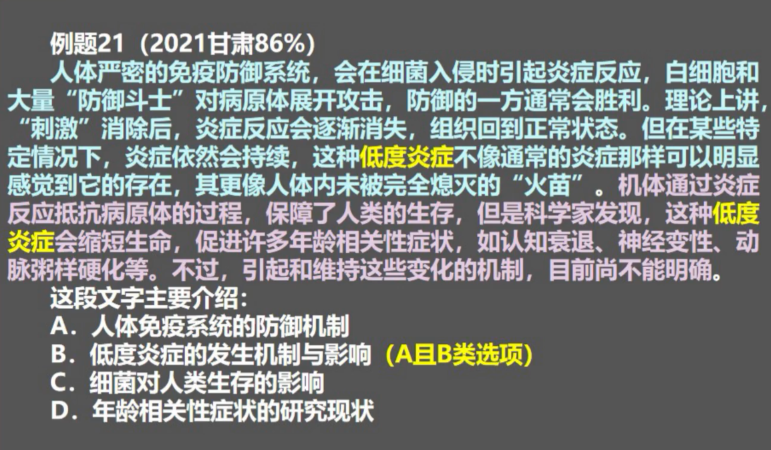 例题21（2021甘肃86%）
人体严密的免疫防御系统，会在细菌入侵时引起炎症反应，白细胞和
大量“防御斗士”对病原体展开攻击，防御的一方通常会胜利。理论上讲，
“刺激”消除后，炎症反应会逐渐消失，组织回到正常状态。但在某些特
定情况下，炎症依然会持续，这种低度炎症不像通常的炎症那样可以明显
感觉到它的存在，其更像人体内未被完全熄灭的“火苗”。机体通过炎症
反应抵抗病原体的过程，保障了人类的生存，但是科学家发现，这种低度
炎症会缩短生命，促进许多年龄相关性症状，如认知衰退、神经变性、动
脉粥样硬化等。不过，引起和维持这些变化的机制，目前尚不能明确。
这段文字主要介绍：
A．人体免疫系统的防御机制
B．低度炎症的发生机制与影响（A且B类选项）
C．细菌对人类生存的影响
D．年龄相关性症状的研究现状